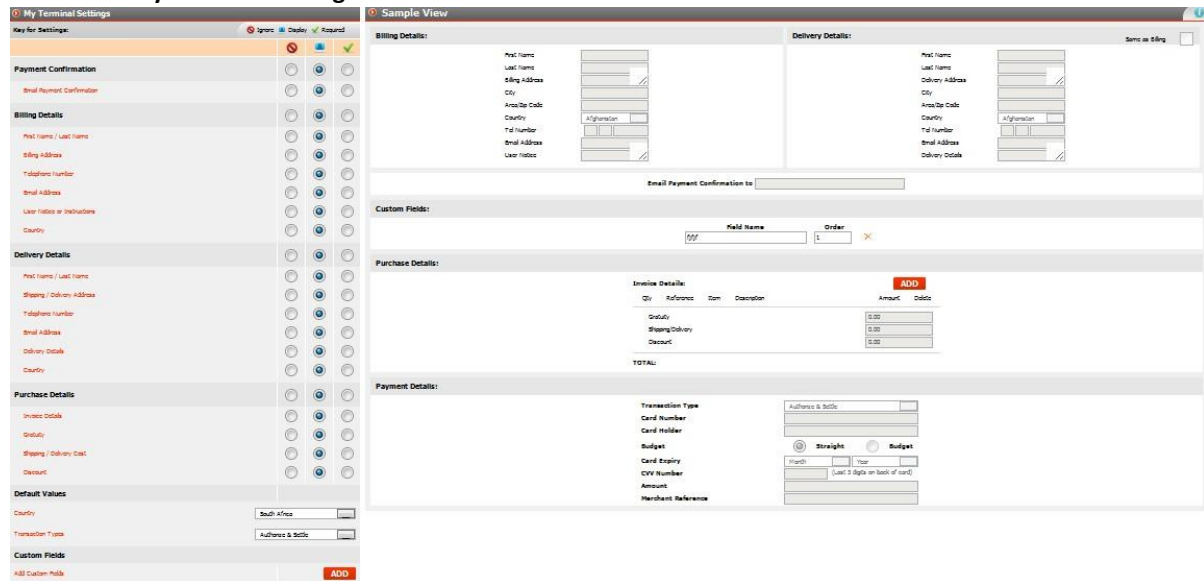 My Terminal Settings
Key for Settings: Ignore Display Required
Payment Confirmation
Email Payment Confirmation
Billing Details
First Name / Last Name
Billing Address
Telephone Number
Email Address
User Notice or Instructions
Country
Delivery Details
First Name / Last Name
Shipping / Delivery Address
Telephone Number
Email Address
Delivery Details
Country
Purchase Details
Invoice Details
Gratuity
Shipping / Delivery Cost
Discount
Default Values
Country South Africa
Transaction Types Authorise & Settle
Custom Fields
Add Custom Fields ADD
Sample View
Billing Details:
First Name
Last Name
Billing Address
City
Area/Zip Code
Country Afghanistan
Tel Number
Email Address
User Notice
Delivery Details: Same as Billing
First Name
Last Name
Delivery Address
City
Area/Zip Code
Country Afghanistan
Tel Number
Email Address
Delivery Details
Email Payment Confirmation to
Custom Fields:
Field Name Order
1
Purchase Details:
Invoice Details: ADD
Qty Reference Item Description Amount Delete
Gratuity 0.00
Shipping/Delivery 0.00
Discount 0.00
TOTAL:
Payment Details:
Transaction Type Authorise & Settle
Card Number
Card Holder
Budget Straight Budget
Card Expiry Month Year
CVV Number (Last 3 digits on back of card)
Amount
Merchant Reference